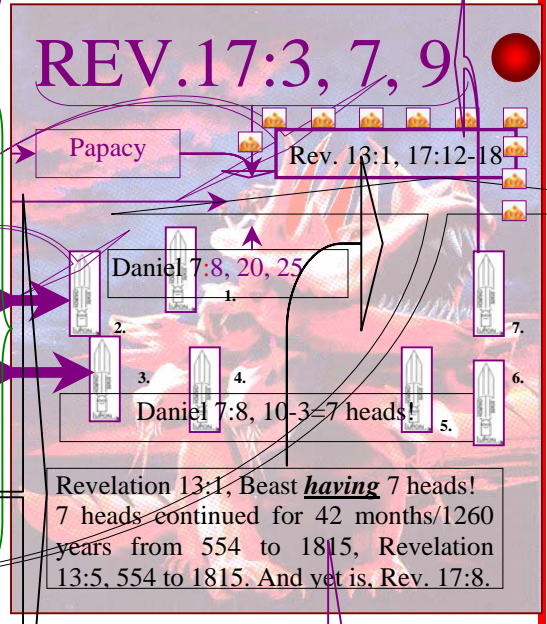 REV.17:3, 7, 9
Papacy
Rev. 13:1, 17:12-18
Daniel 7:8, 20, 25
1.
2.
7.
3.
4.
6.
Daniel 7:8, 10-3=7 heads!
5.
Revelation 13:1, Beast having 7 heads!
7 heads continued for 42 months/1260
years from 554 to 1815, Revelation
13:5, 554 to 1815. And yet is, Rev. 17:8.